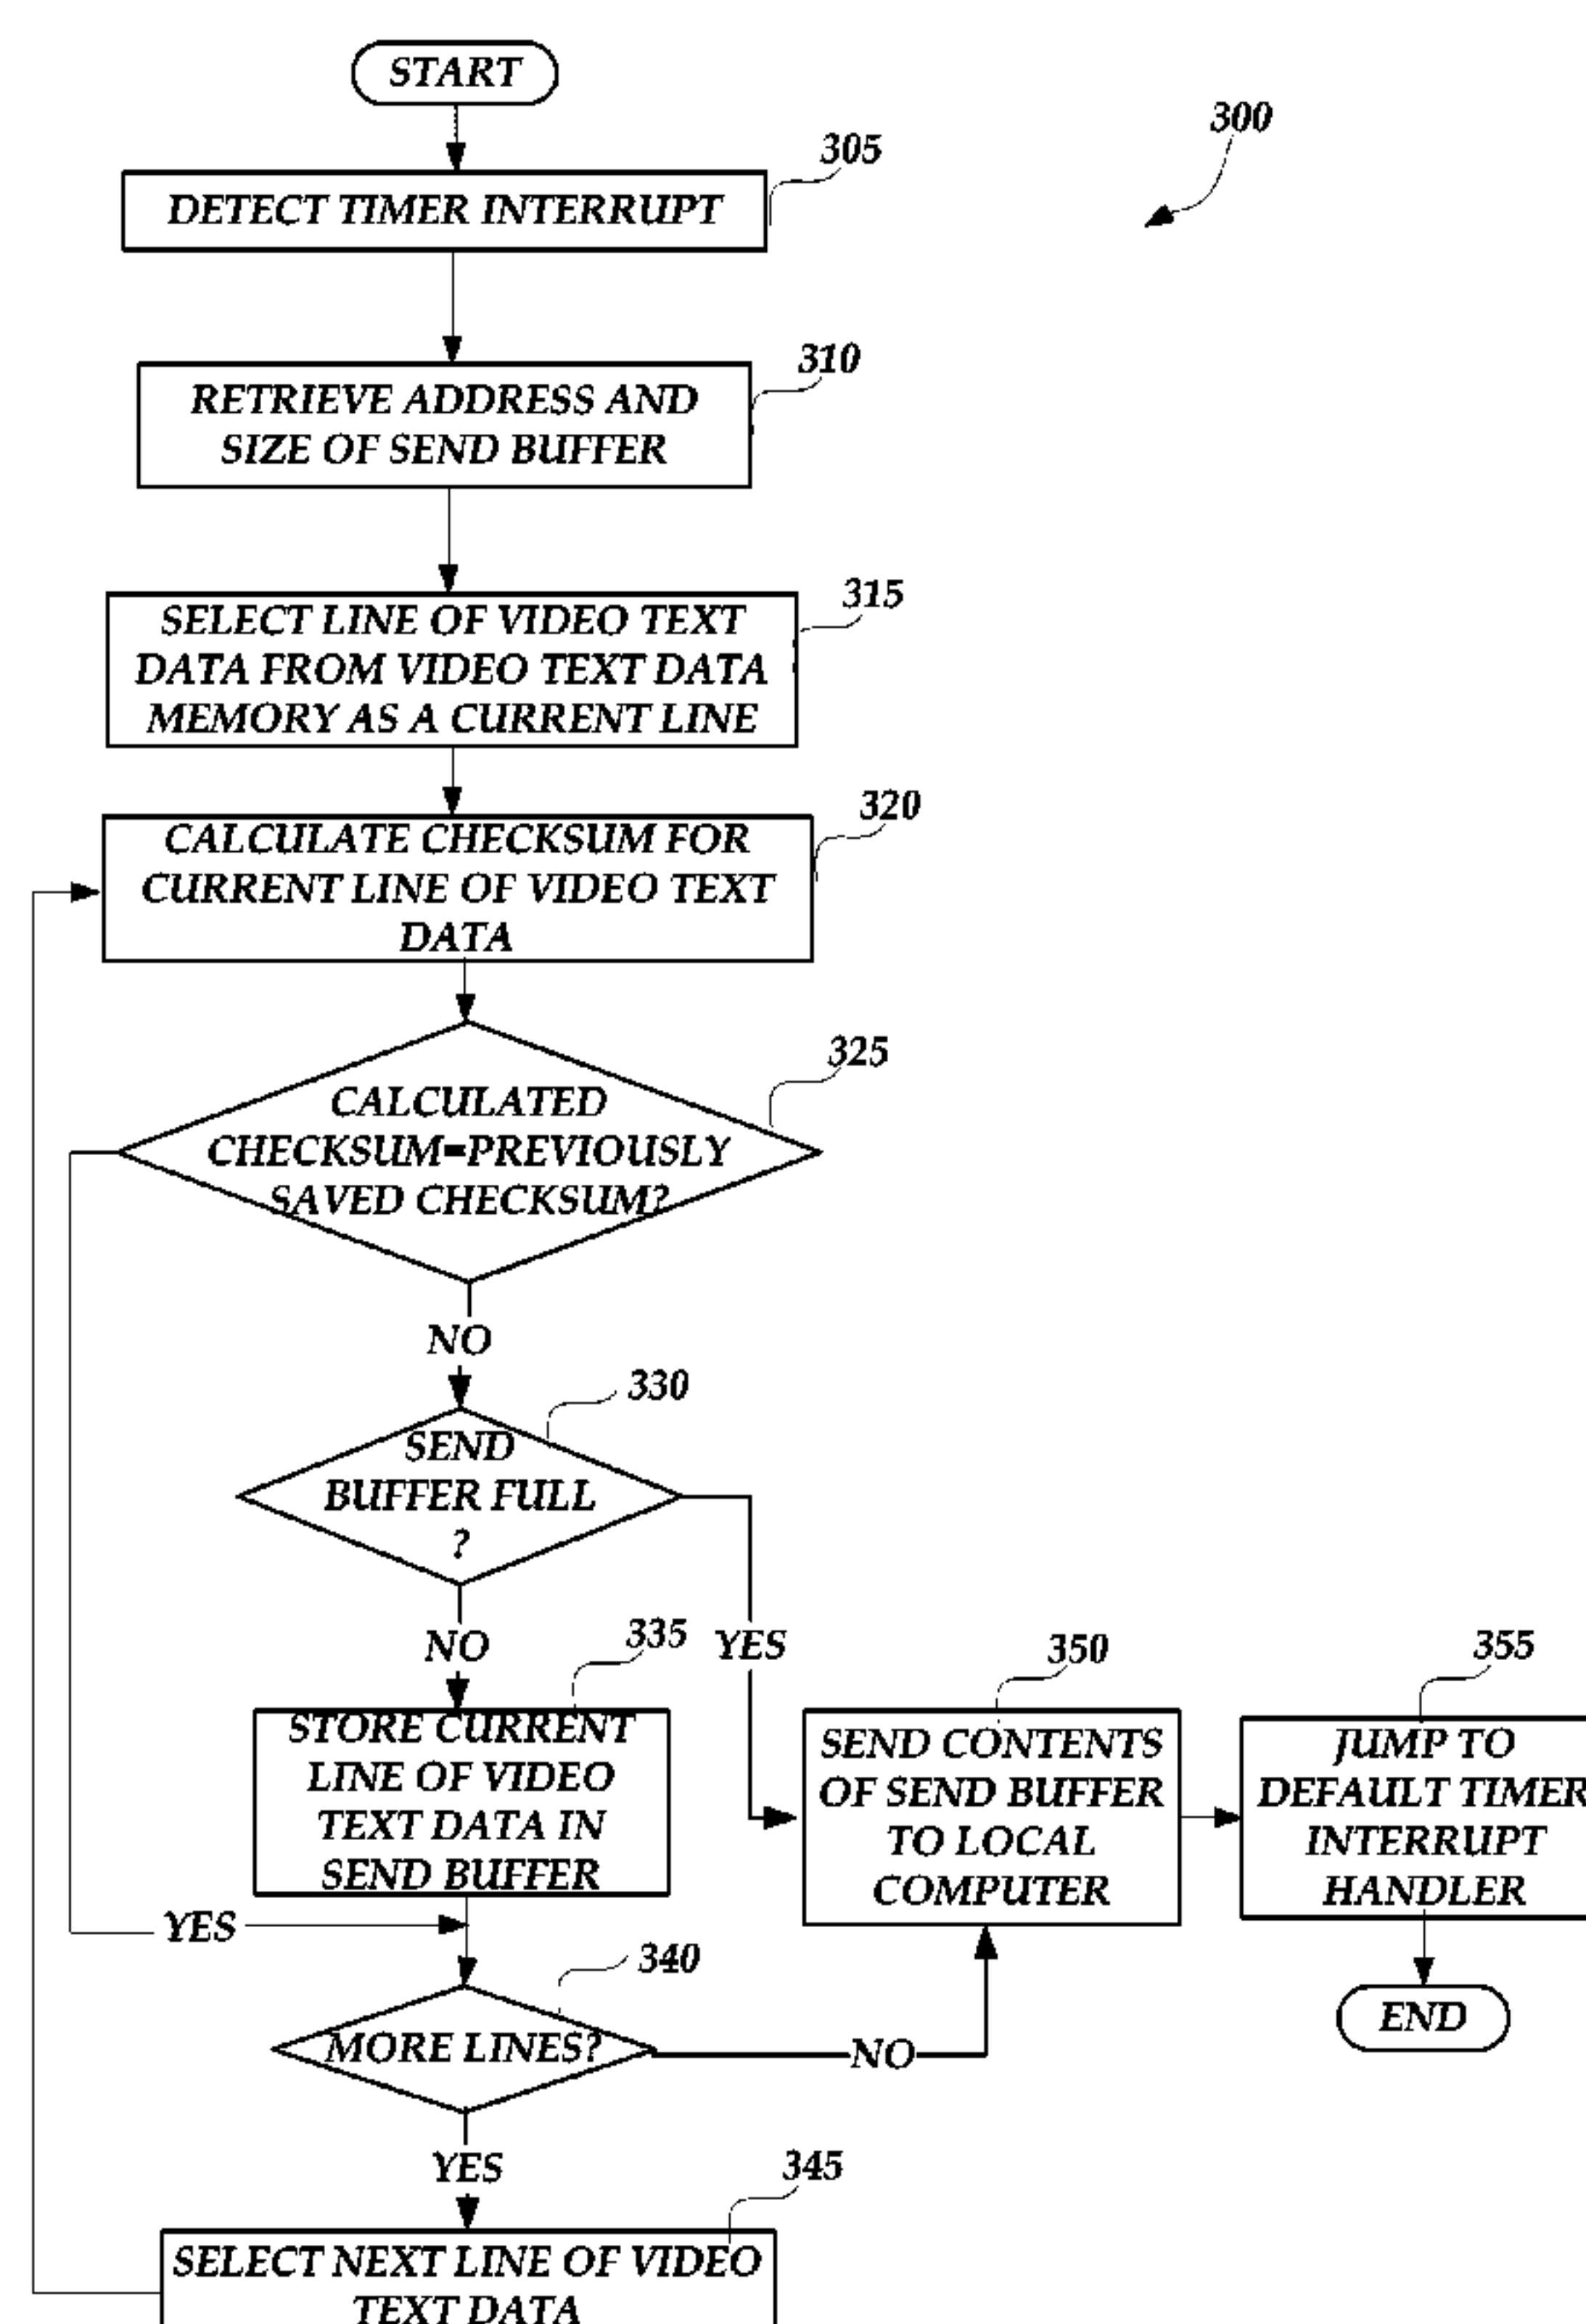 START
300
305
DETECT TIMER INTERRUPT
310
RETRIEVE ADDRESS AND
SIZE OF SEND BUFFER
315
SELECT LINE OF VIDEO TEXT
DATA FROM VIDEO TEXT DATA
MEMORY AS A CURRENT LINE
320
CALCULATE CHECKSUM FOR
CURRENT LINE OF VIDEO TEXT
DATA
325
CALCULATED
CHECKSUM=PREVIOUSLY
SAVED CHECKSUM?
NO
330
SEND
BUFFER FULL
?
NO
YES
335
STORE CURRENT
LINE OF VIDEO
TEXT DATA IN
SEND BUFFER
350
SEND CONTENTS
OF SEND BUFFER
TO LOCAL
COMPUTER
355
JUMP TO
DEFAULT TIMER
INTERRUPT
HANDLER
YES
340
MORE LINES?
NO
END
YES
345
SELECT NEXT LINE OF VIDEO
TEXT DATA